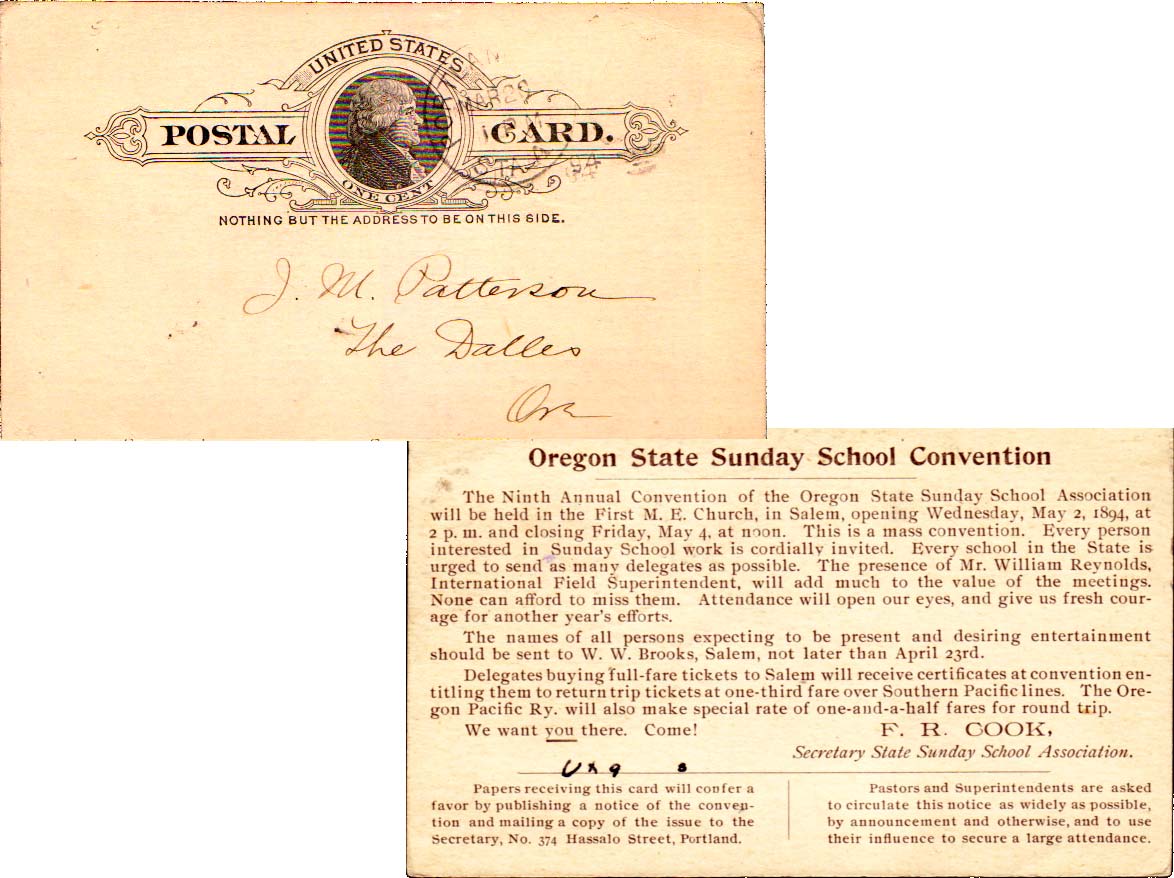 UNITED STATES
POSTAL CARD.
ONE CENT
MAR 26
94
NOTHING BUT THE ADDRESS TO BE ON THIS SIDE.
J. M. Patterson
The Dalles
Ore
Oregon State Sunday School Convention
The Ninth Annual Convention of the Oregon State Sunday School Association
will be held in the First M. E. Church, in Salem, opening Wednesday, May 2, 1894, at
2 p. m. and closing Friday, May 4, at noon. This is a mass convention. Every person
interested in Sunday School work is cordially invited. Every school in the State is
urged to send as many delegates as possible. The presence of Mr. William Reynolds,
International Field Superintendent, will add much to the value of the meetings.
None can afford to miss them. Attendance will open our eyes, and give us fresh cour-
age for another year's efforts.
The names of all persons expecting to be present and desiring entertainment
should be sent to W. W. Brooks, Salem, not later than April 23rd.
Delegates buying full-fare tickets to Salem will receive certificates at convention en-
titling them to return trip tickets at one-third fare over Southern Pacific lines. The Ore-
gon Pacific Ry. will also make special rate of one-and-a-half fares for round trip.
We want you there. Come!
F. R. COOK,
Secretary State Sunday School Association.
Papers receiving this card will confer a
favor by publishing a notice of the conven-
tion and mailing a copy of the issue to the
Secretary, No. 374 Hassalo Street, Portland.
Pastors and Superintendents are asked
to circulate this notice as widely as possible,
by announcement and otherwise, and to use
their influence to secure a large attendance.